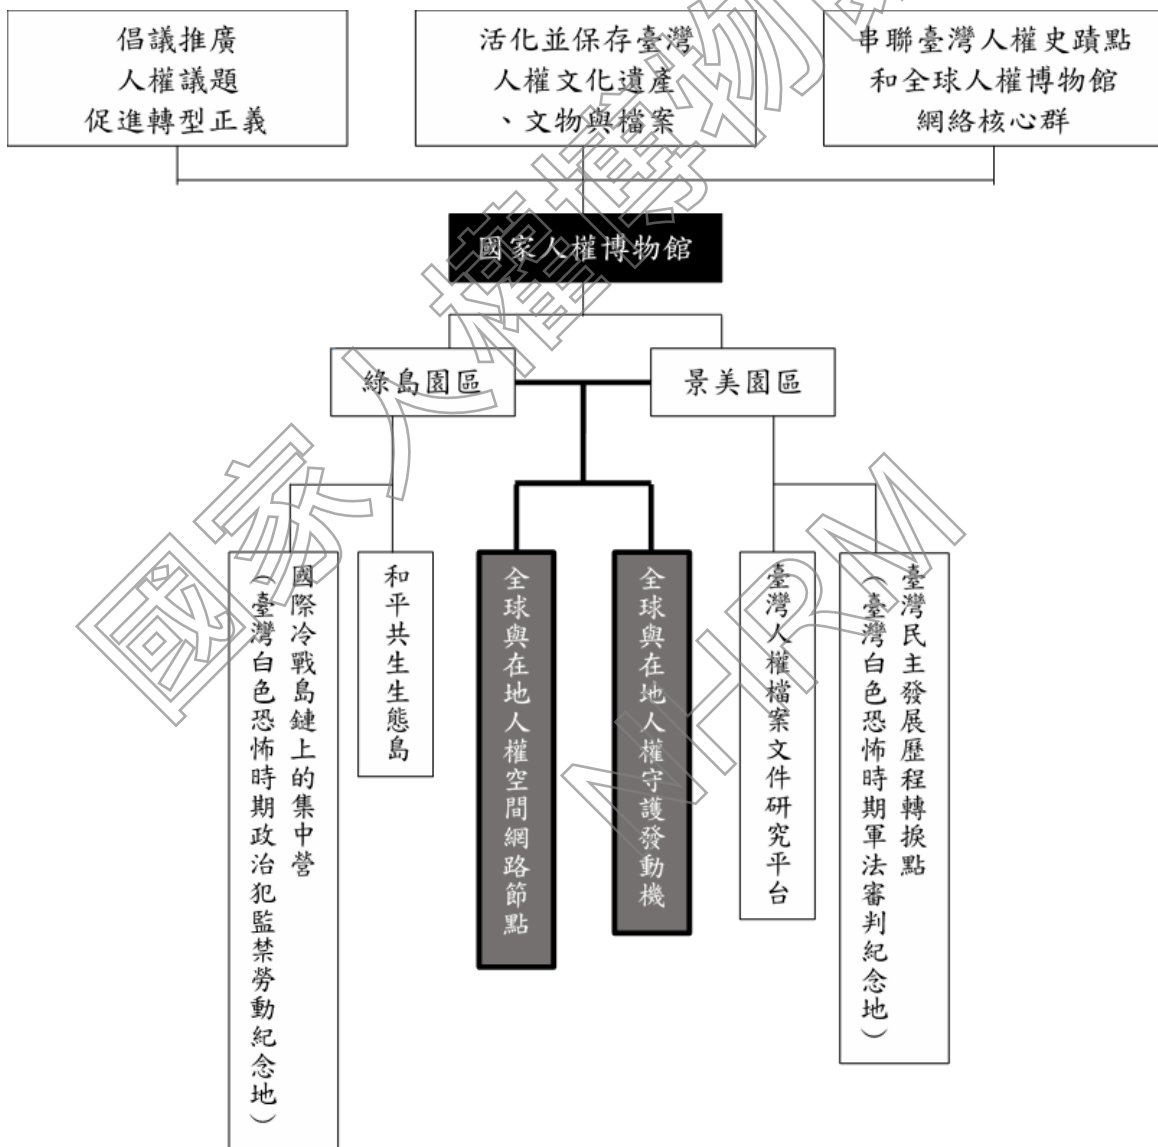 倡議推廣
人權議題
促進轉型正義
活化並保存臺灣
人權文化遺產
、文物與檔案
串聯臺灣人權史蹟點
和全球人權博物館
網絡核心群
國家人權博物館
綠島園區
景美園區
國際冷戰島鏈上的集中營
(臺灣白色恐怖時期政治犯監禁勞動紀念地)
和平共生生態島
全球與在地人權空間網路節點
全球與在地人權守護發動機
臺灣人權檔案文件研究平台
臺灣民主發展歷程轉捩點
(臺灣白色恐怖時期軍法審判紀念地)
國家人權博物館
NHRM